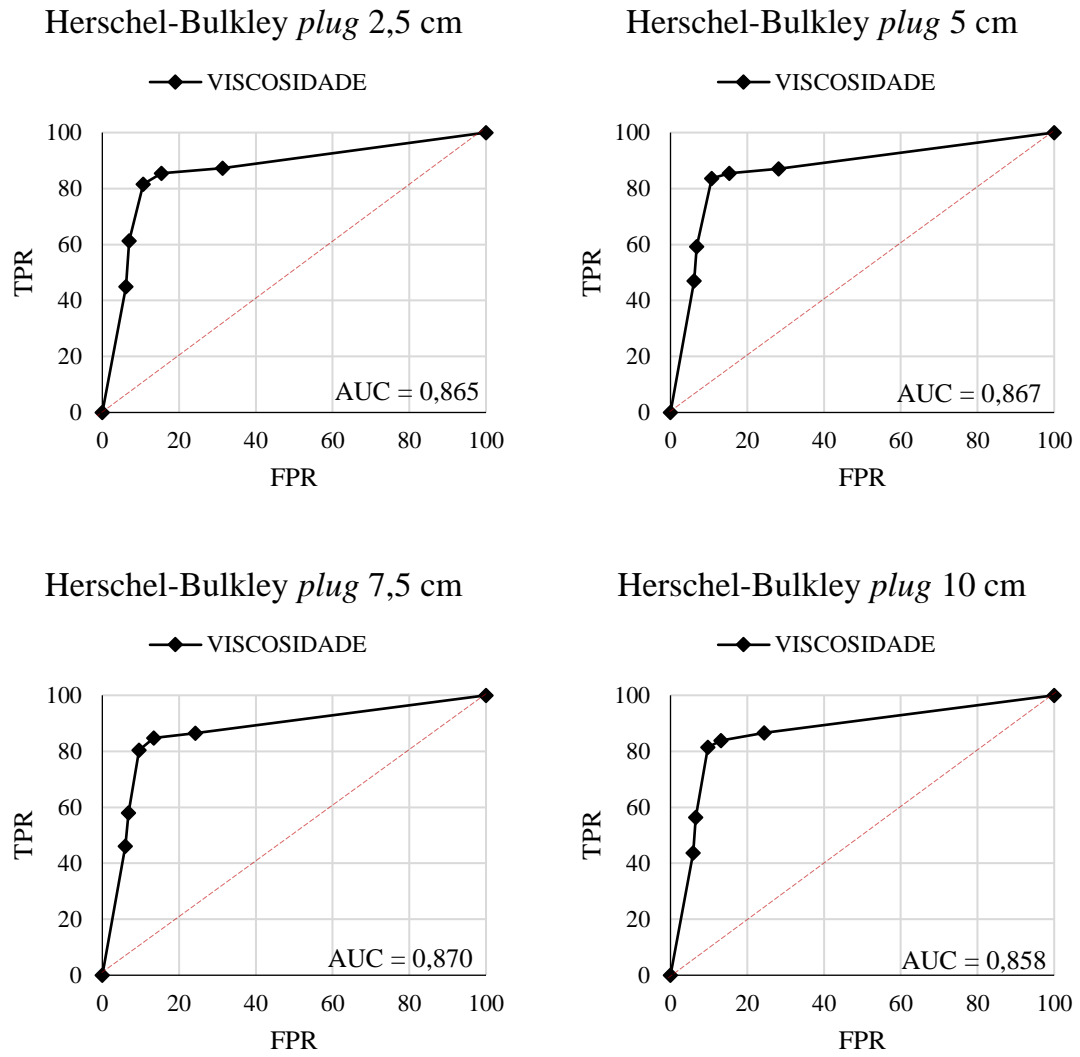 Herschel-Bulkley plug 2,5 cm
VISCOSIDADE
100
80
60
40
20
0
TPR
AUC = 0,865
0 20 40 60 80 100
FPR
Herschel-Bulkley plug 5 cm
VISCOSIDADE
100
80
60
40
20
0
TPR
AUC = 0,867
0 20 40 60 80 100
FPR
Herschel-Bulkley plug 7,5 cm
VISCOSIDADE
100
80
60
40
20
0
TPR
AUC = 0,870
0 20 40 60 80 100
FPR
Herschel-Bulkley plug 10 cm
VISCOSIDADE
100
80
60
40
20
0
TPR
AUC = 0,858
0 20 40 60 80 100
FPR